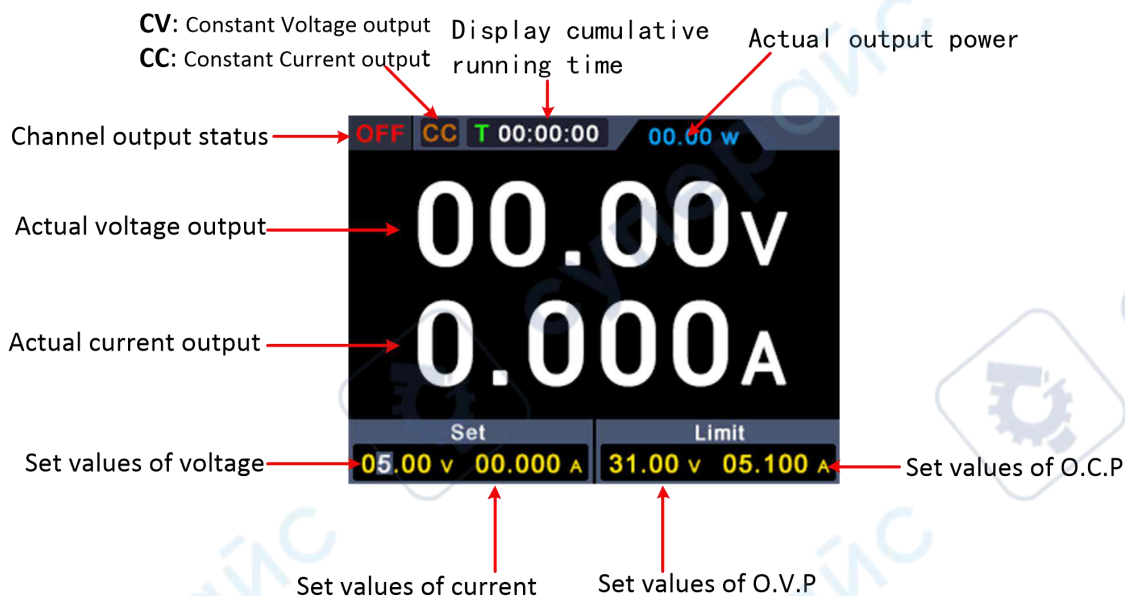 CV: Constant Voltage output
CC: Constant Current output
Display cumulative
running time
Actual output power
Channel output status
OFF CC T 00:00:00 00.00 w
Actual voltage output
00.00V
Actual current output
0.000A
Set Limit
Set values of voltage
05.00 v 00.000 A 31.00 v 05.100 A
Set values of O.C.P
Set values of current
Set values of O.V.P
суперайс
айс
айс